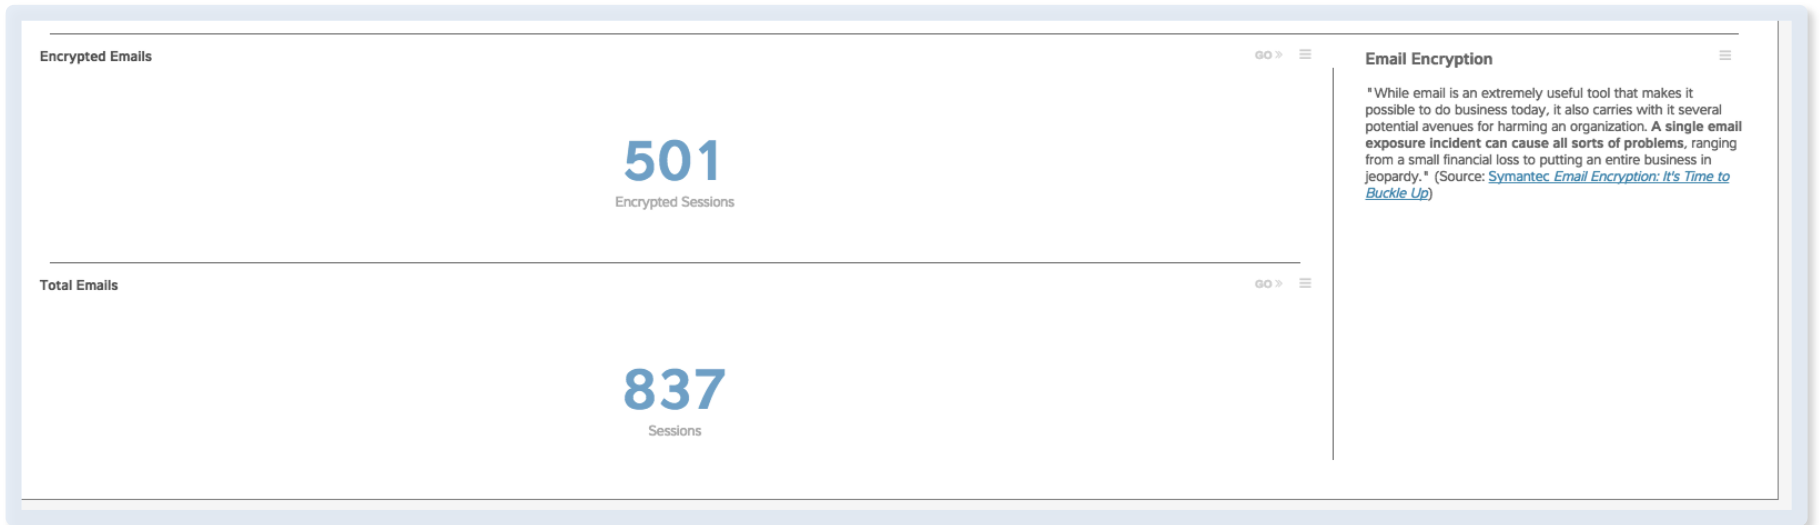 Encrypted Emails
GO »
501
Encrypted Sessions
Total Emails
GO »
837
Sessions
Email Encryption
"While email is an extremely useful tool that makes it
possible to do business today, it also carries with it several
potential avenues for harming an organization. A single email
exposure incident can cause all sorts of problems, ranging
from a small financial loss to putting an entire business in
jeopardy." (Source: Symantec Email Encryption: It's Time to
Buckle Up)